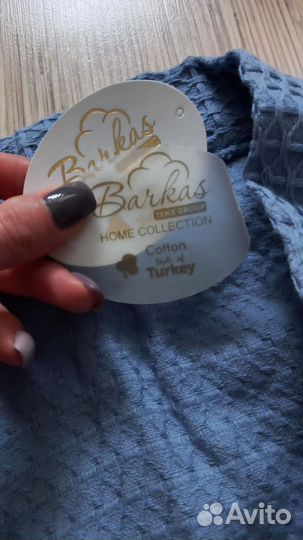 Barkas
Barkas
TEKS GROUP
HOME COLLECTION
Cotton
Style of
Turkey
Avito